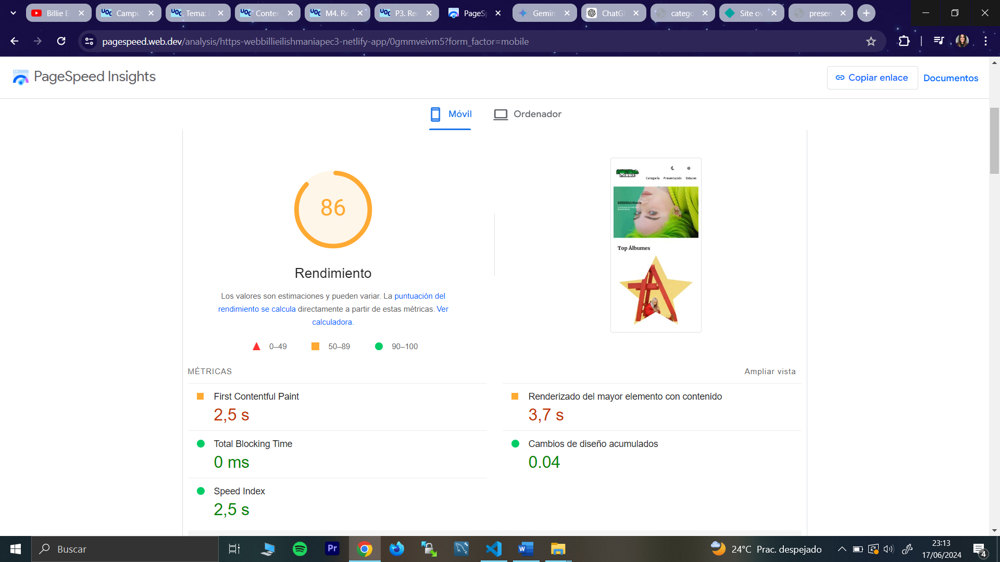 Billie E
Campu
Tema:
Conter
M4. Re
P3. Rer
PageSp
Gemin
ChatG
catego
Site ov
presen
pagespeed.web.dev/analysis/https-webbillieilishmaniapec3-netlify-app/0gmmveivm5?form_factor=mobile
PageSpeed Insights
Copiar enlace
Documentos
Móvil
Ordenador
86
Rendimiento
Los valores son estimaciones y pueden variar. La puntuación del
rendimiento se calcula directamente a partir de estas métricas. Ver
calculadora.
0–49
50–89
90–100
Categoría Presentación Enlaces
BillliEilishMania
Top Álbumes
MÉTRICAS
Ampliar vista
First Contentful Paint
2,5 s
Renderizado del mayor elemento con contenido
3,7 s
Total Blocking Time
0 ms
Cambios de diseño acumulados
0.04
Speed Index
2,5 s
Buscar
Pr
24°C Prac. despejado
23:13
17/06/2024
4